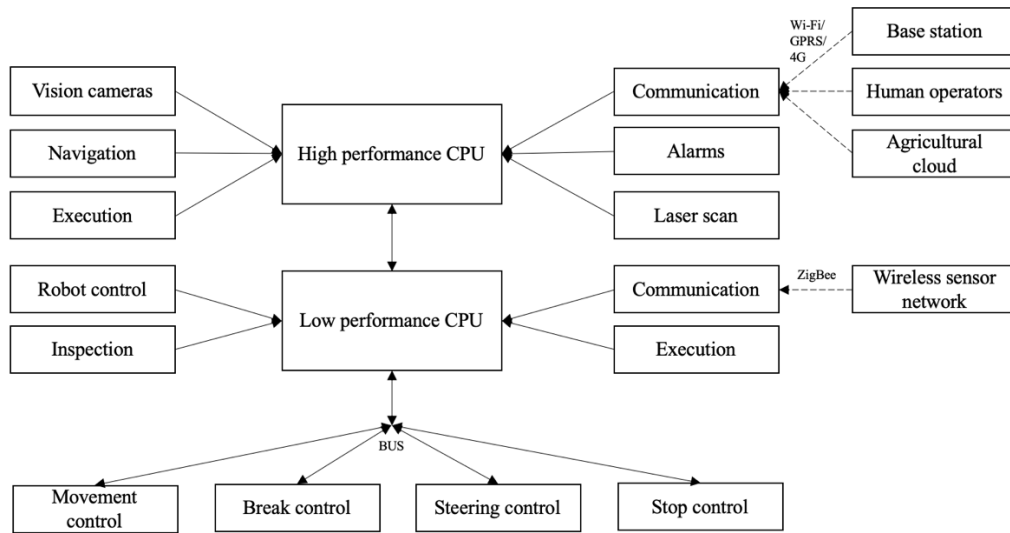 Wi-Fi/
GPRS/
4G
Base station
Vision cameras
Communication
Human operators
High performance CPU
Navigation
Alarms
Agricultural
cloud
Execution
Laser scan
Robot control
Communication
ZigBee
Wireless sensor
network
Low performance CPU
Inspection
Execution
BUS
Movement
control
Break control
Steering control
Stop control